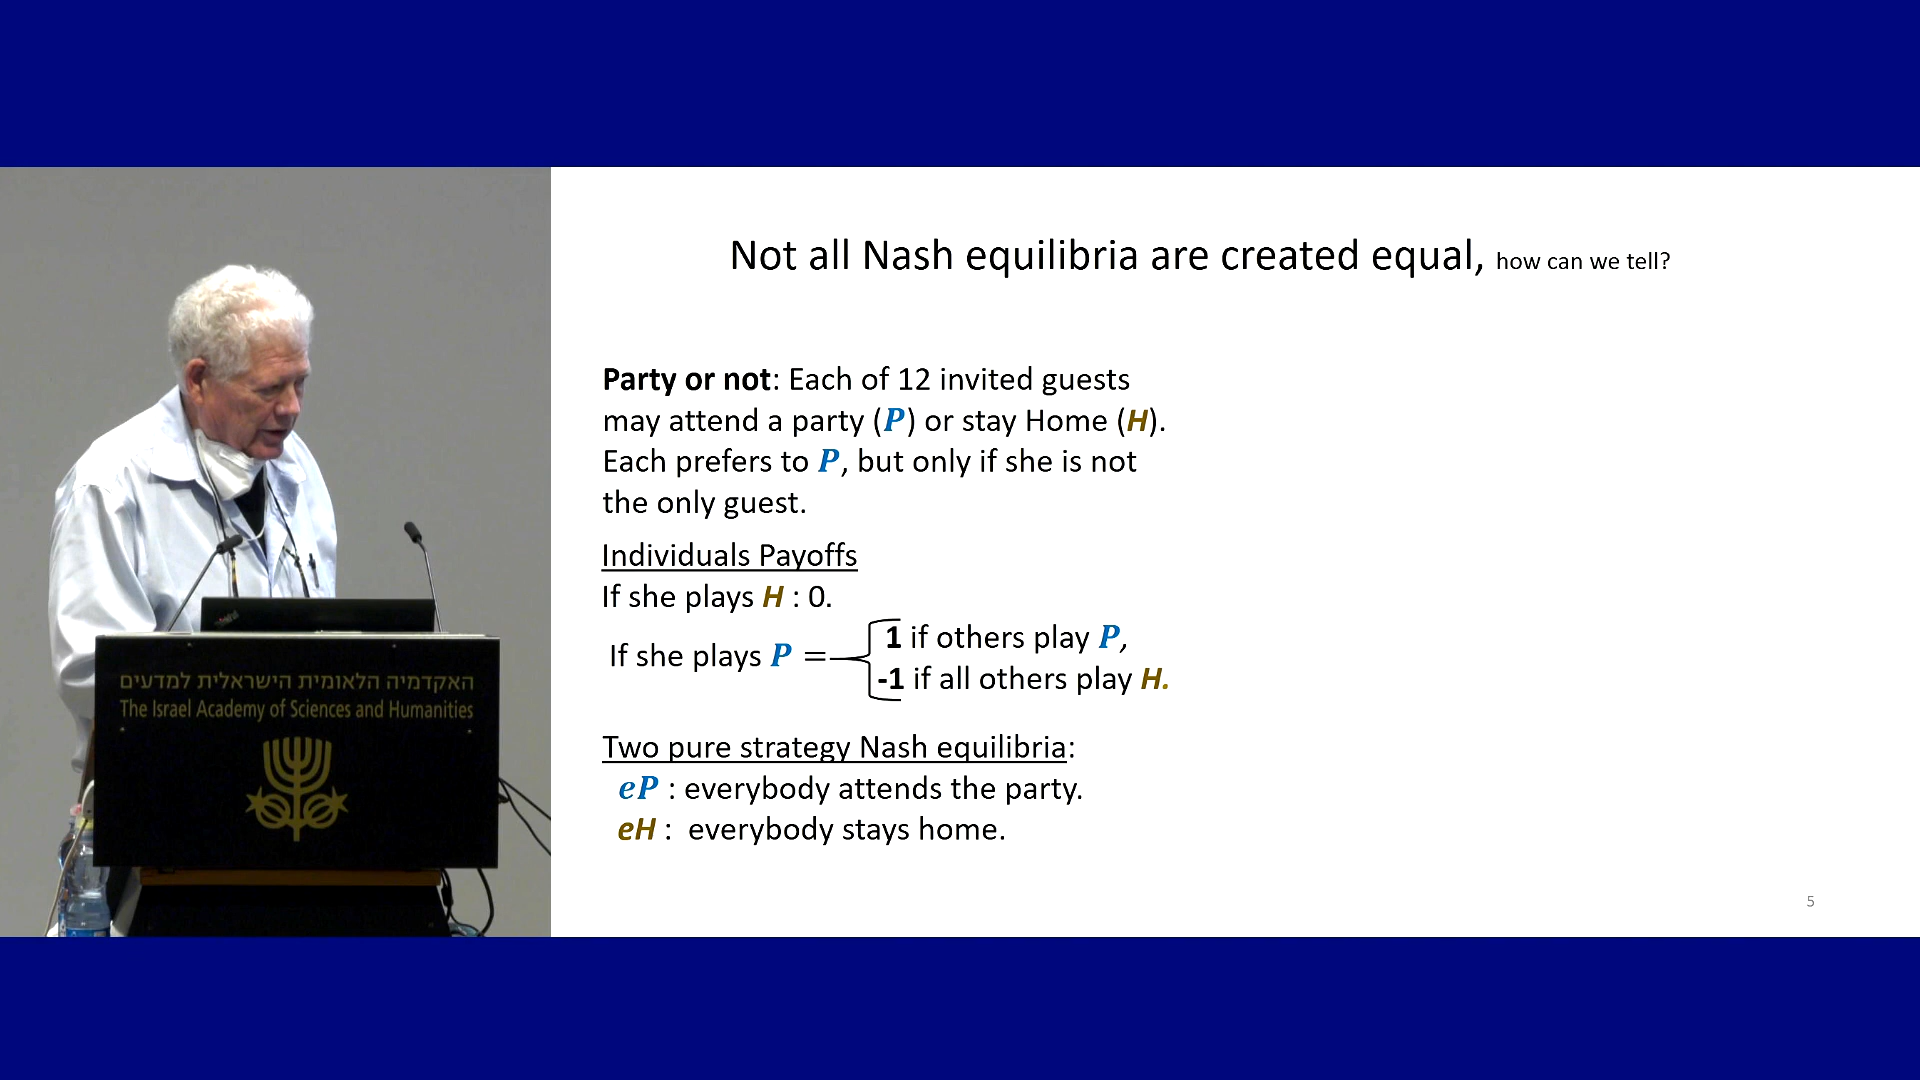 Not all Nash equilibria are created equal, how can we tell?
Party or not: Each of 12 invited guests
may attend a party (P) or stay Home (H).
Each prefers to P, but only if she is not
the only guest.
Individuals Payoffs
If she plays H : 0.
If she plays P =
1 if others play P,
-1 if all others play H.
Two pure strategy Nash equilibria:
eP : everybody attends the party.
eH : everybody stays home.
5
האקדמיה הלאומית הישראלית למדעים
The Israel Academy of Sciences and Humanities